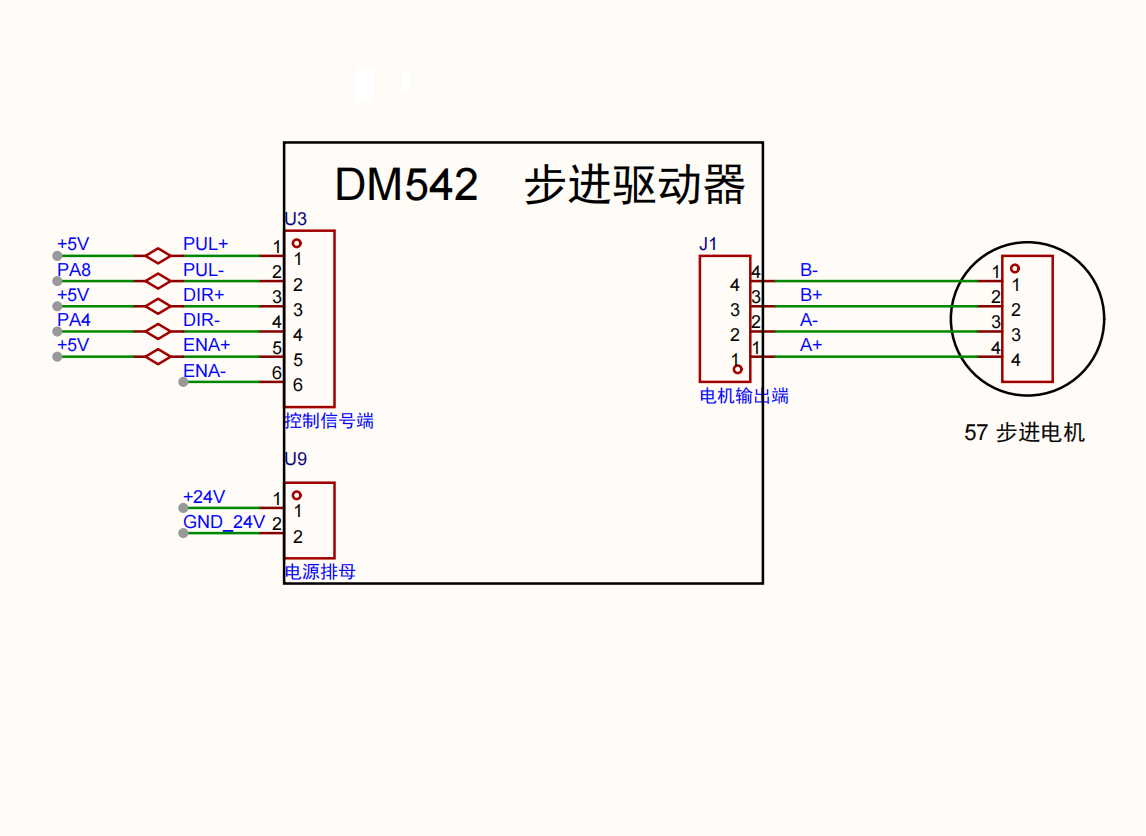 DM542 步进驱动器
U3
J1
+5V PUL+ 1 1
PA8 PUL- 2 2
+5V DIR+ 3 3
PA4 DIR- 4 4
+5V ENA+ 5 5
ENA- 6 6
控制信号端
4 4 B- 1 1
3 3 B+ 2 2
2 2 A- 3 3
1 1 A+ 4 4
电机输出端
57 步进电机
U9
+24V 1 1
GND_24V 2 2
电源排母